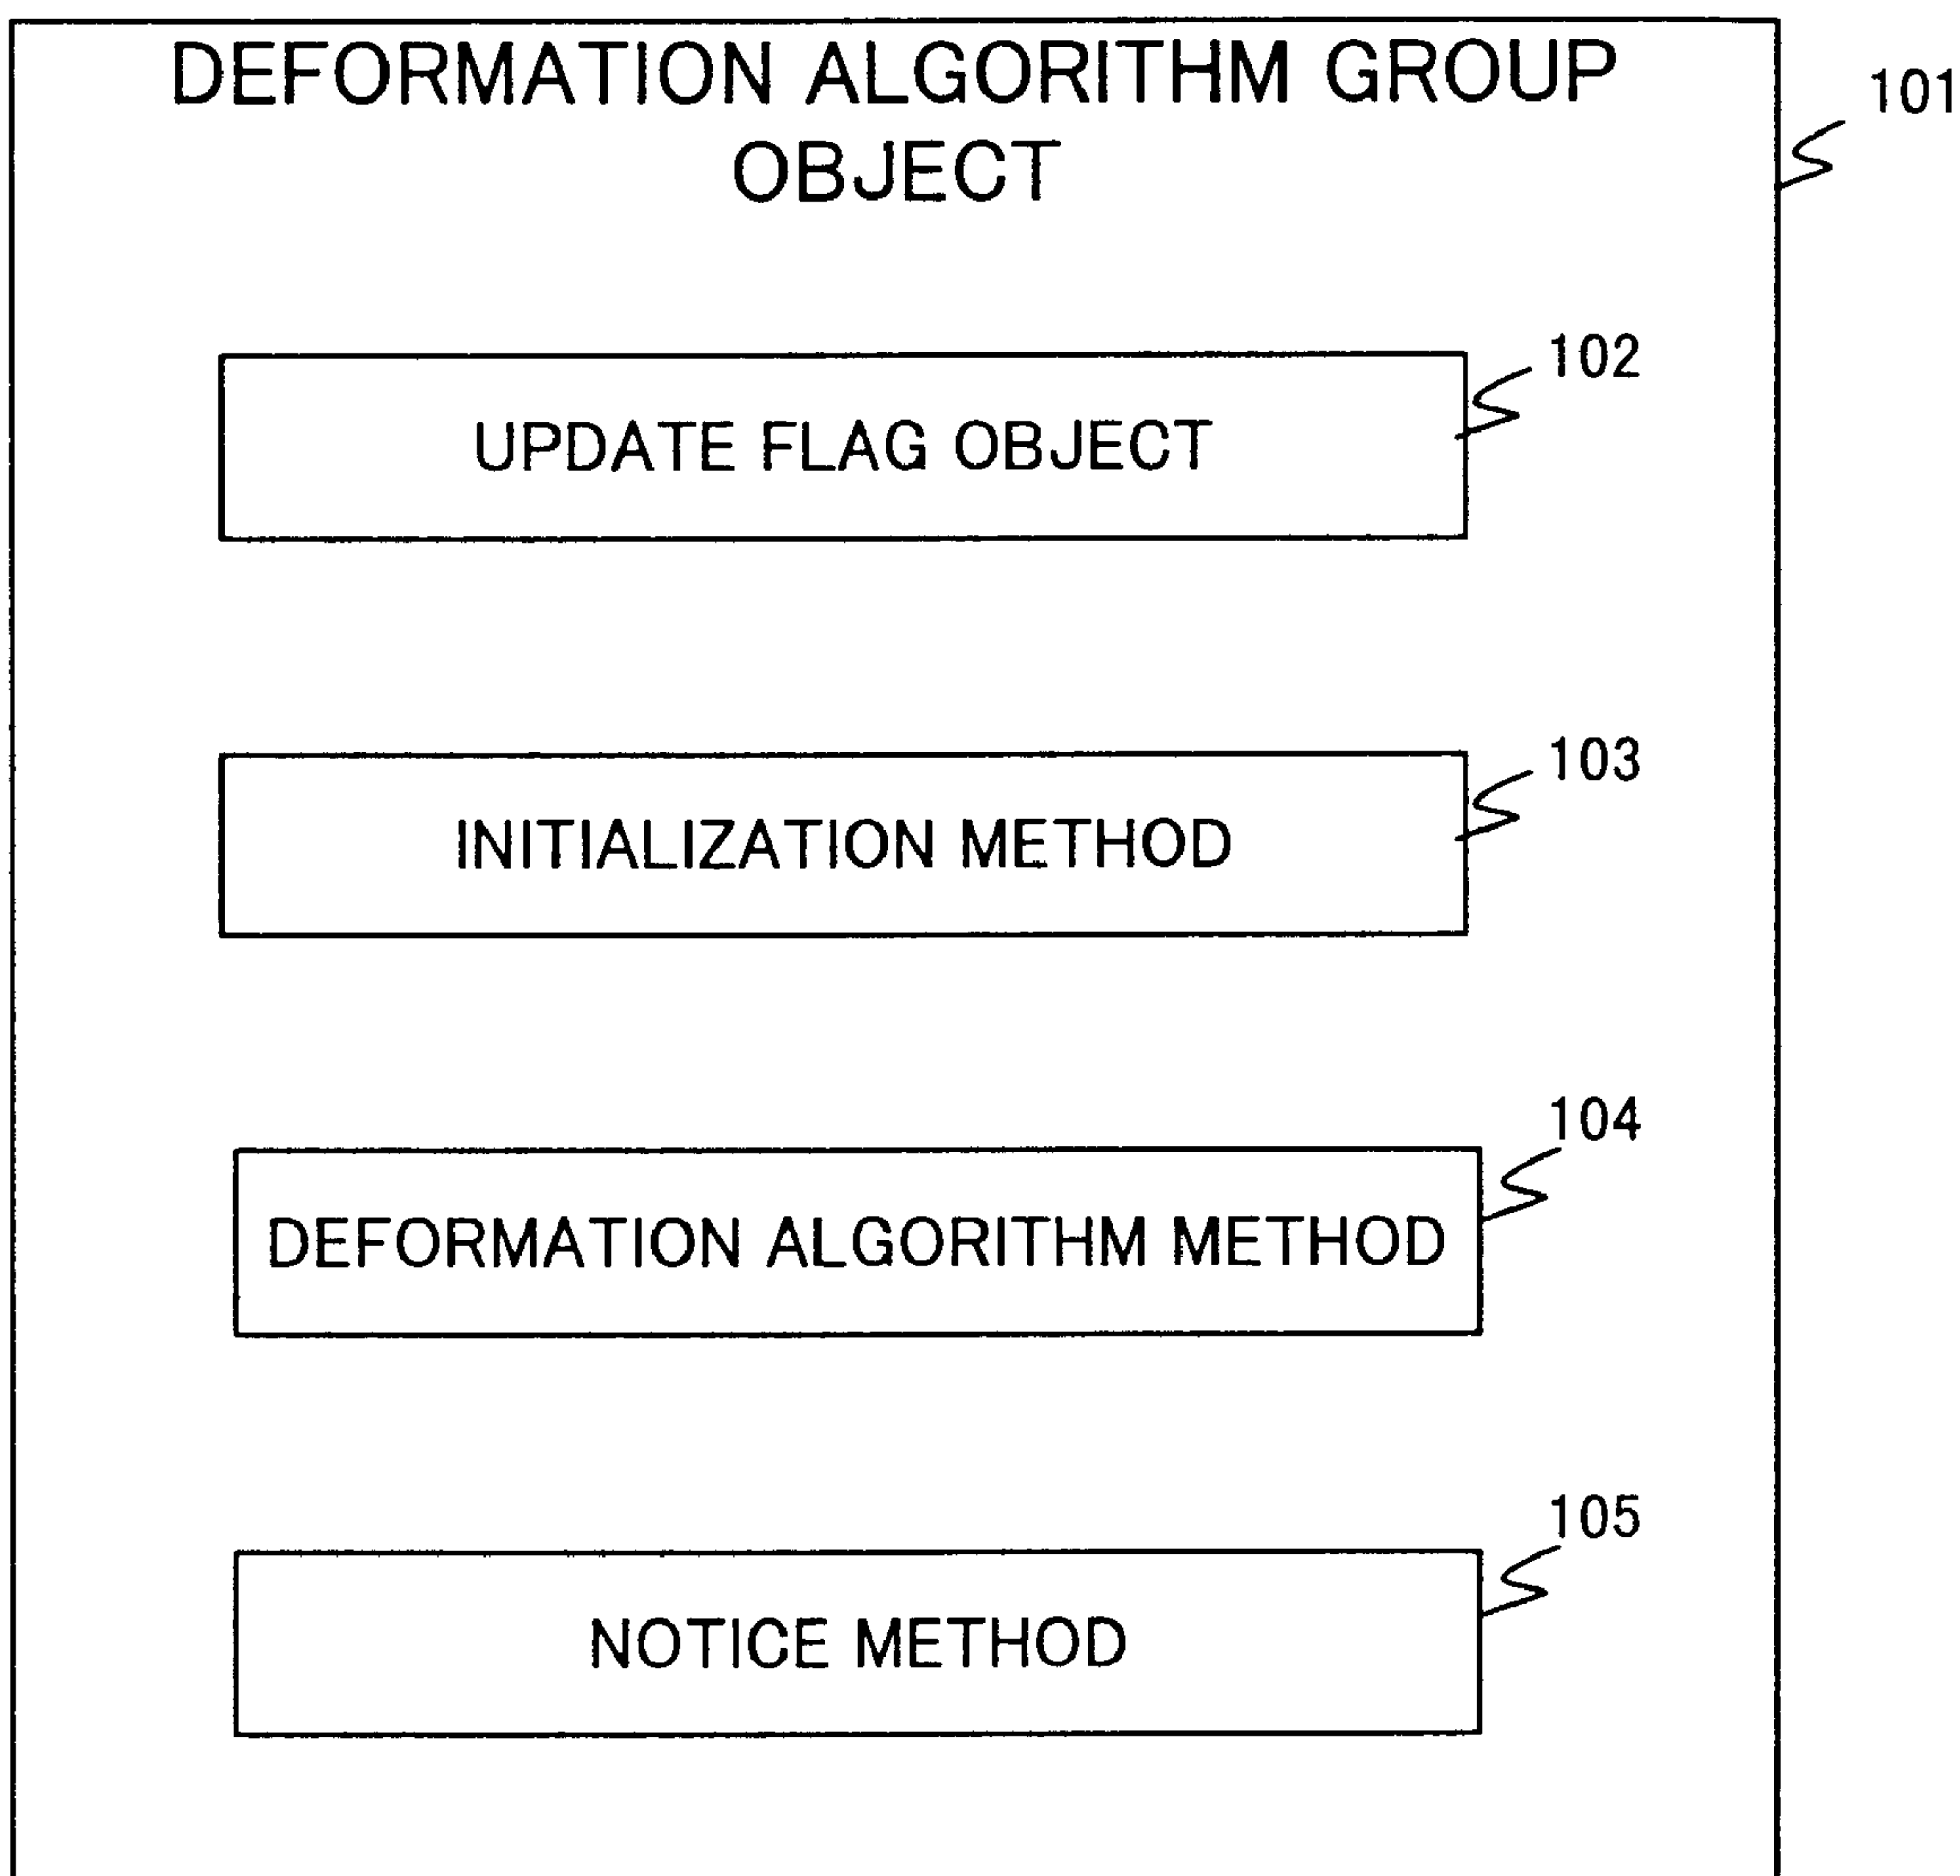 DEFORMATION ALGORITHM GROUP
OBJECT
101
102
UPDATE FLAG OBJECT
103
INITIALIZATION METHOD
104
DEFORMATION ALGORITHM METHOD
105
NOTICE METHOD